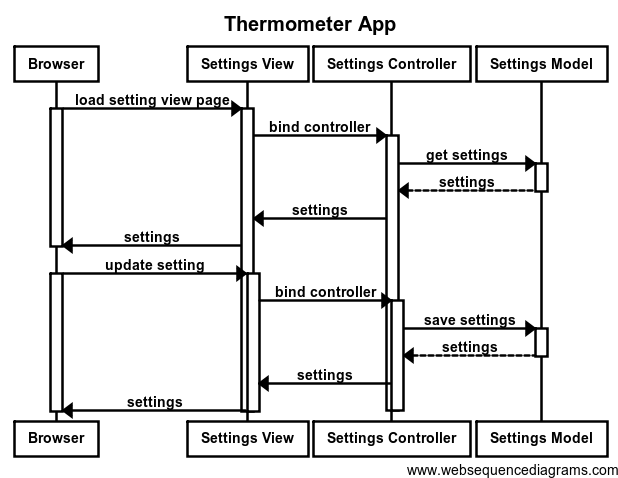 Thermometer App
Browser
Settings View
Settings Controller
Settings Model
load setting view page
bind controller
get settings
settings
settings
settings
update setting
bind controller
save settings
settings
settings
settings
Browser
Settings View
Settings Controller
Settings Model
www.websequencediagrams.com